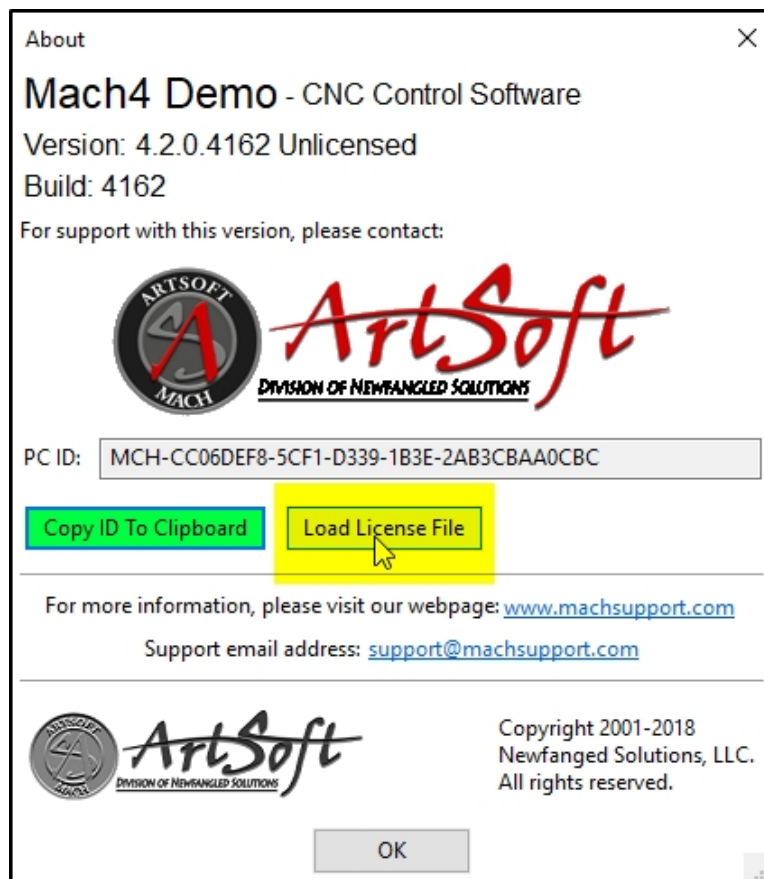 About
Mach4 Demo - CNC Control Software
Version: 4.2.0.4162 Unlicensed
Build: 4162
For support with this version, please contact:
ARTSOFT
MACH
ArtSoft
DIVISION OF NEWFANGLED SOLUTIONS
PC ID: MCH-CC06DEF8-5CF1-D339-1B3E-2AB3CBAA0CBC
Copy ID To Clipboard Load License File
For more information, please visit our webpage: www.machsupport.com
Support email address: support@machsupport.com
ARTSOFT
MACH
ArtSoft
DIVISION OF NEWFANGLED SOLUTIONS
Copyright 2001-2018
Newfanged Solutions, LLC.
All rights reserved.
OK